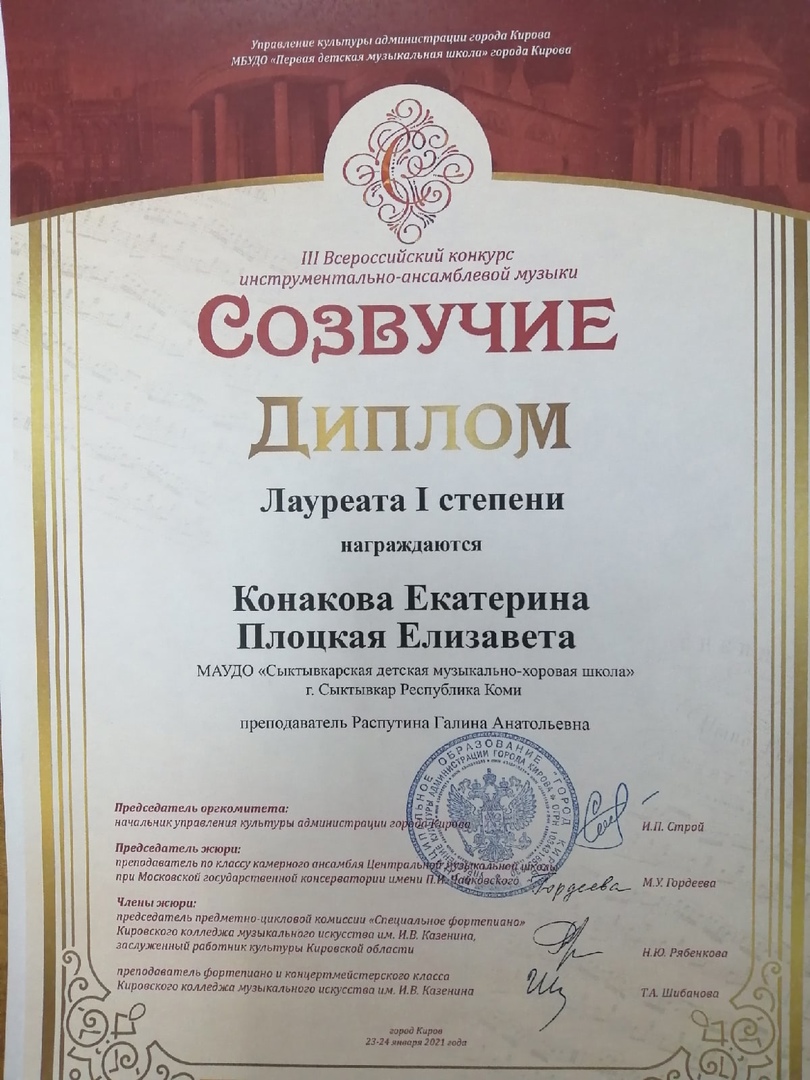 Управление культуры администрации города Кирова
МБУДО «Первая детская музыкальная школа» города Кирова
III Всероссийский конкурс
инструментально-ансамблевой музыки
СОЗВУЧИЕ
ДИПЛОМ
Лауреата I степени
награждаются
Конакова Екатерина
Плоцкая Елизавета
МАУДО «Сыктывкарская детская музыкально-хоровая школа»
г. Сыктывкар Республика Коми
преподаватель Распутина Галина Анатольевна
Председатель оргкомитета:
начальник управления культуры администрации города Кирова
И.П. Строй
Председатель жюри:
преподаватель по классу камерного ансамбля Центральной музыкальной школы
при Московской государственной консерватории имени П.И. Чайковского
Гордеева
М.У. Гордеева
Члены жюри:
председатель предметно-цикловой комиссии «Специальное фортепиано»
Кировского колледжа музыкального искусства им. И.В. Казенина,
заслуженный работник культуры Кировской области
Н.Ю. Рябенкова
преподаватель фортепиано и концертмейстерского класса
Кировского колледжа музыкального искусства им. И.В. Казенина
Т.А. Шибанова
город Киров
23-24 января 2021 года